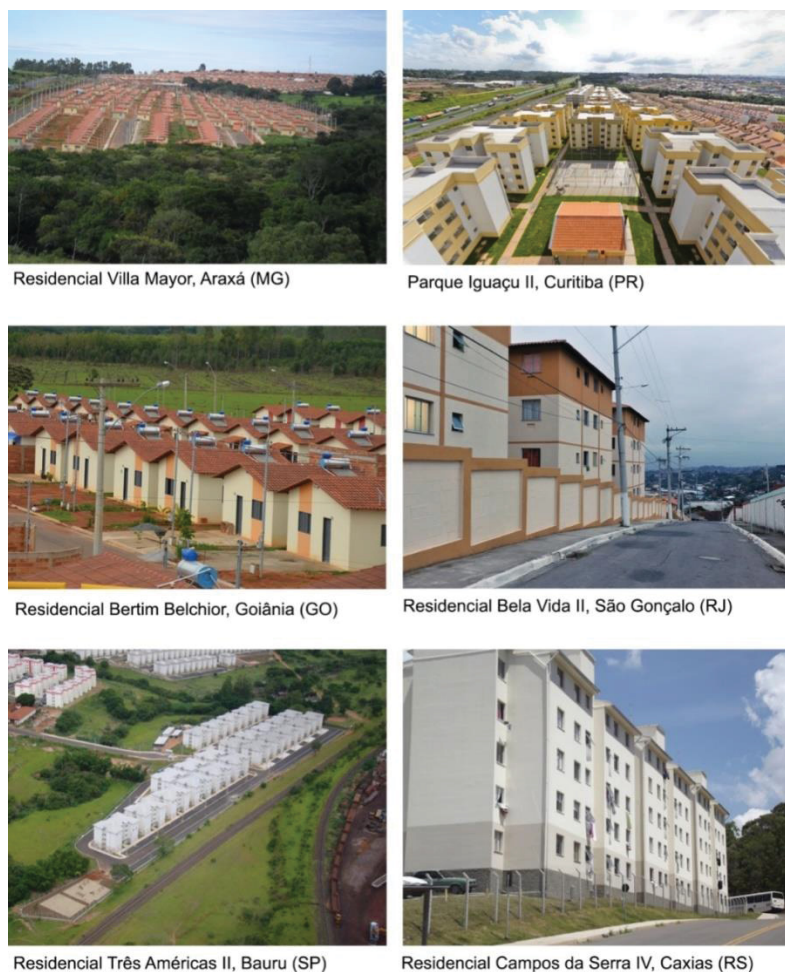 Residencial Villa Mayor, Araxá (MG)
Parque Iguaçu II, Curitiba (PR)
Residencial Bertim Belchior, Goiânia (GO)
Residencial Bela Vida II, São Gonçalo (RJ)
Residencial Três Américas II, Bauru (SP)
Residencial Campos da Serra IV, Caxias (RS)